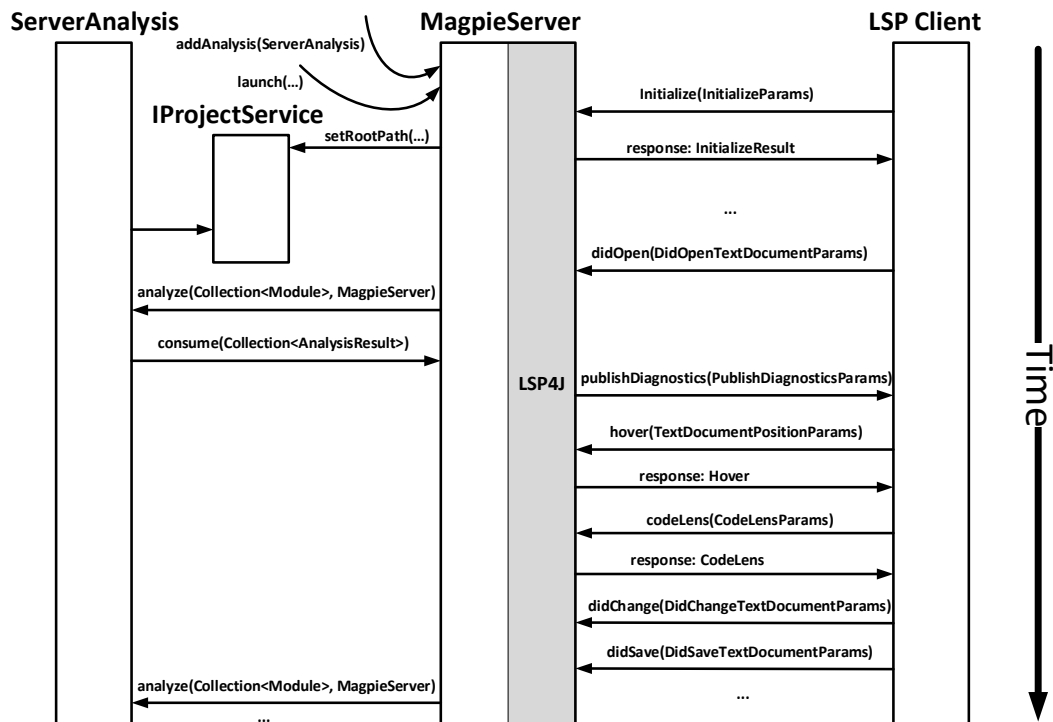 ServerAnalysis
MagpieServer
LSP Client
addAnalysis(ServerAnalysis)
launch(...)
Initialize(InitializeParams)
IProjectService
setRootPath(...)
response: InitializeResult
...
didOpen(DidOpenTextDocumentParams)
analyze(Collection<Module>, MagpieServer)
consume(Collection<AnalysisResult>)
LSP4J
publishDiagnostics(PublishDiagnosticsParams)
Time
hover(TextDocumentPositionParams)
response: Hover
codeLens(CodeLensParams)
response: CodeLens
didChange(DidChangeTextDocumentParams)
didSave(DidSaveTextDocumentParams)
analyze(Collection<Module>, MagpieServer)
...
...